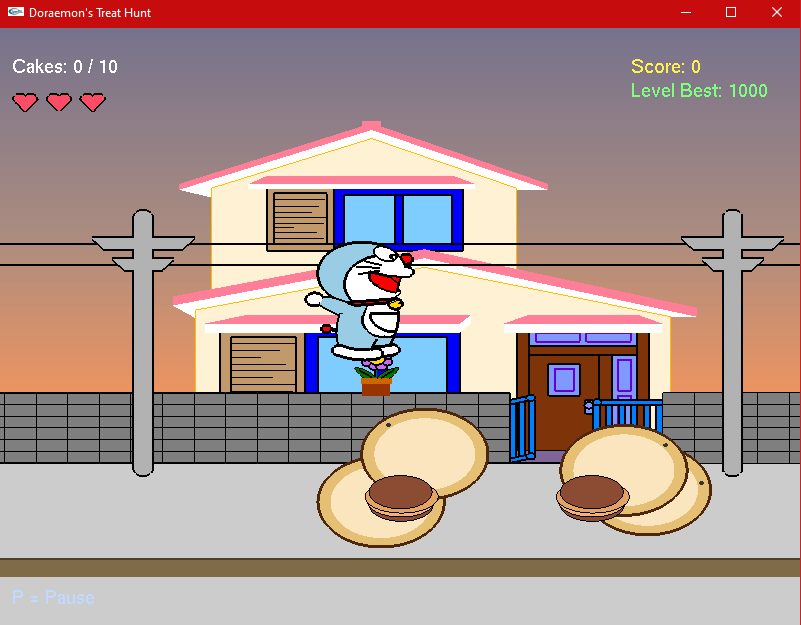 Doraemon's Treat Hunt
Cakes: 0 / 10
Score: 0
Level Best: 1000
P = Pause